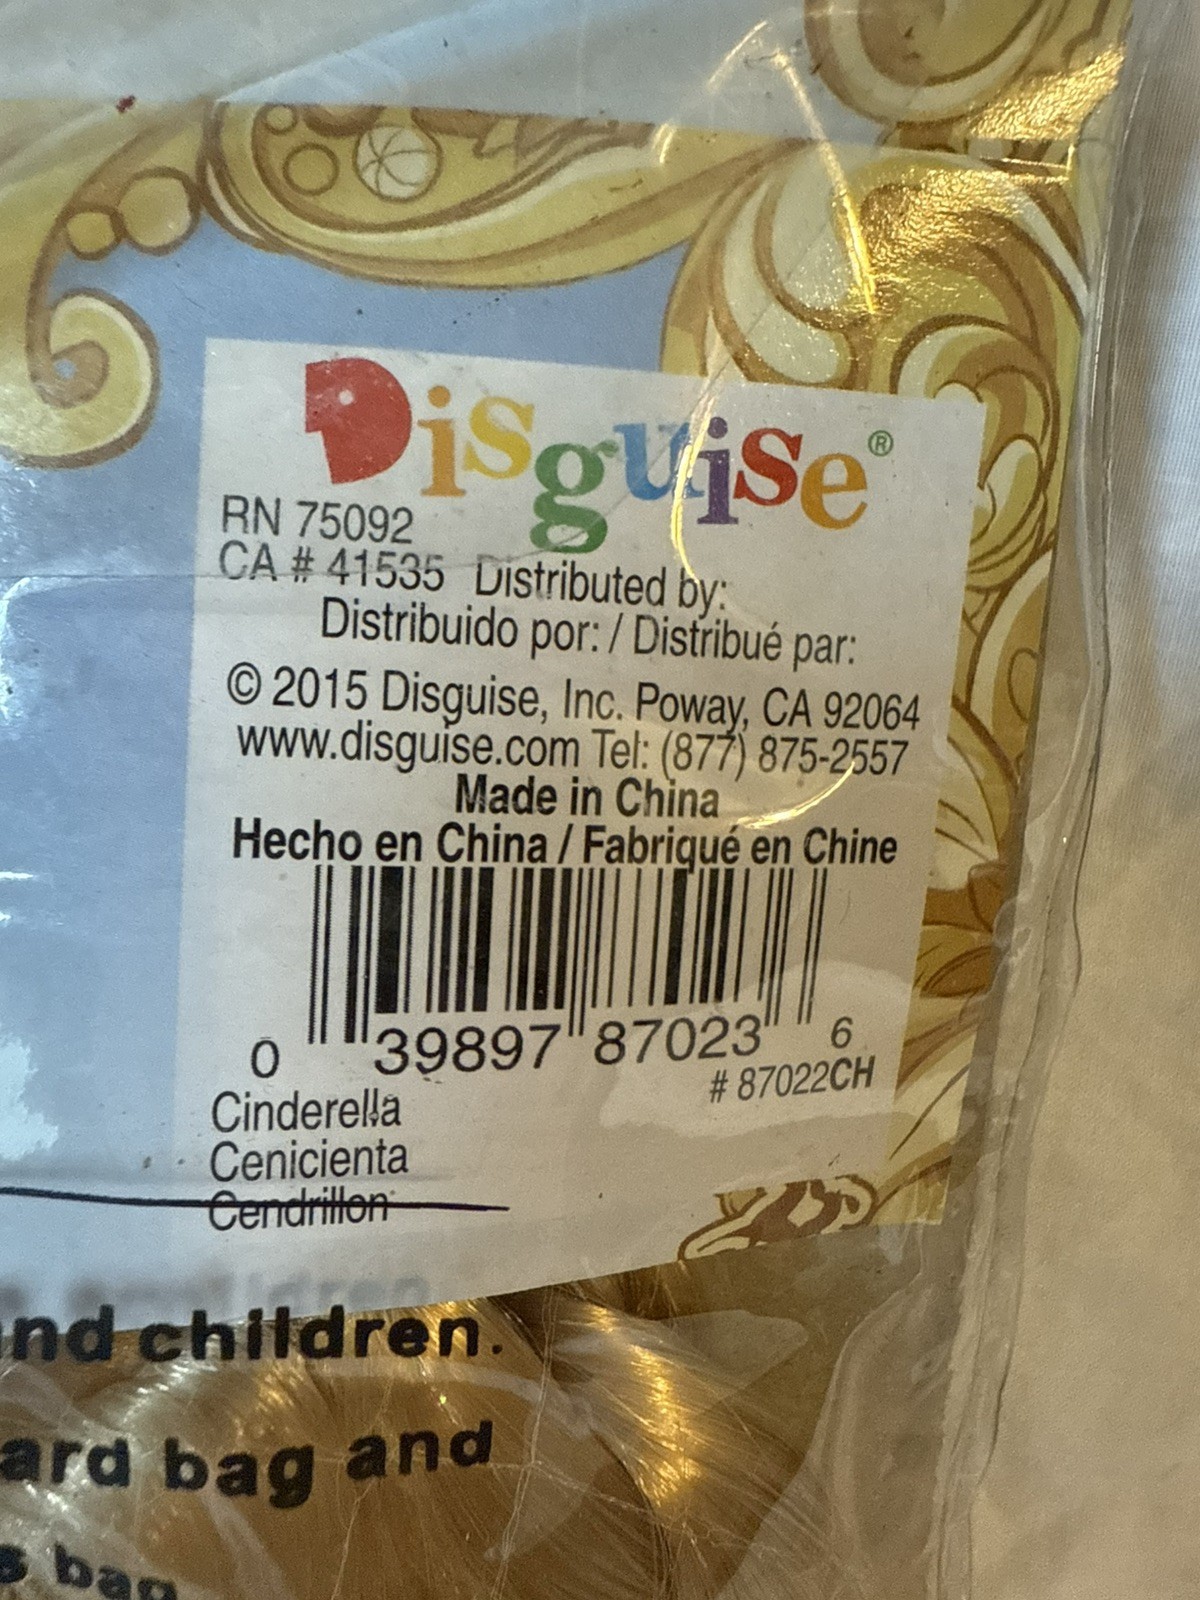 Disguise®
RN 75092
CA # 41535 Distributed by:
Distribuido por: / Distribué par:
© 2015 Disguise, Inc. Poway, CA 92064
www.disguise.com Tel: (877) 875-2557
Made in China
Hecho en China / Fabriqué en Chine
0 39897 87023 6
# 87022CH
Cinderella
Cenicienta
Cendrillon
and children.
bag and
bag